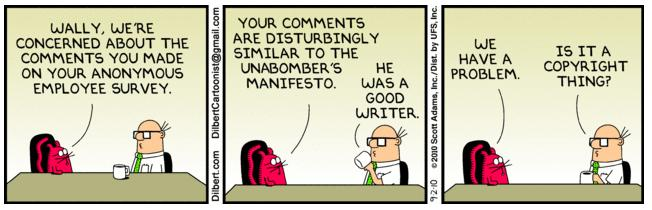 WALLY, WE'RE
CONCERNED ABOUT THE
COMMENTS YOU MADE
ON YOUR ANONYMOUS
EMPLOYEE SURVEY.
Dilbert.com DilbertCartoonist@gmail.com
YOUR COMMENTS
ARE DISTURBINGLY
SIMILAR TO THE
UNABOMBER'S
MANIFESTO.
HE
WAS A
GOOD
WRITER.
9-2-10 ©2010 Scott Adams, Inc./Dist. by UFS, Inc.
WE
HAVE A
PROBLEM.
IS IT A
COPYRIGHT
THING?